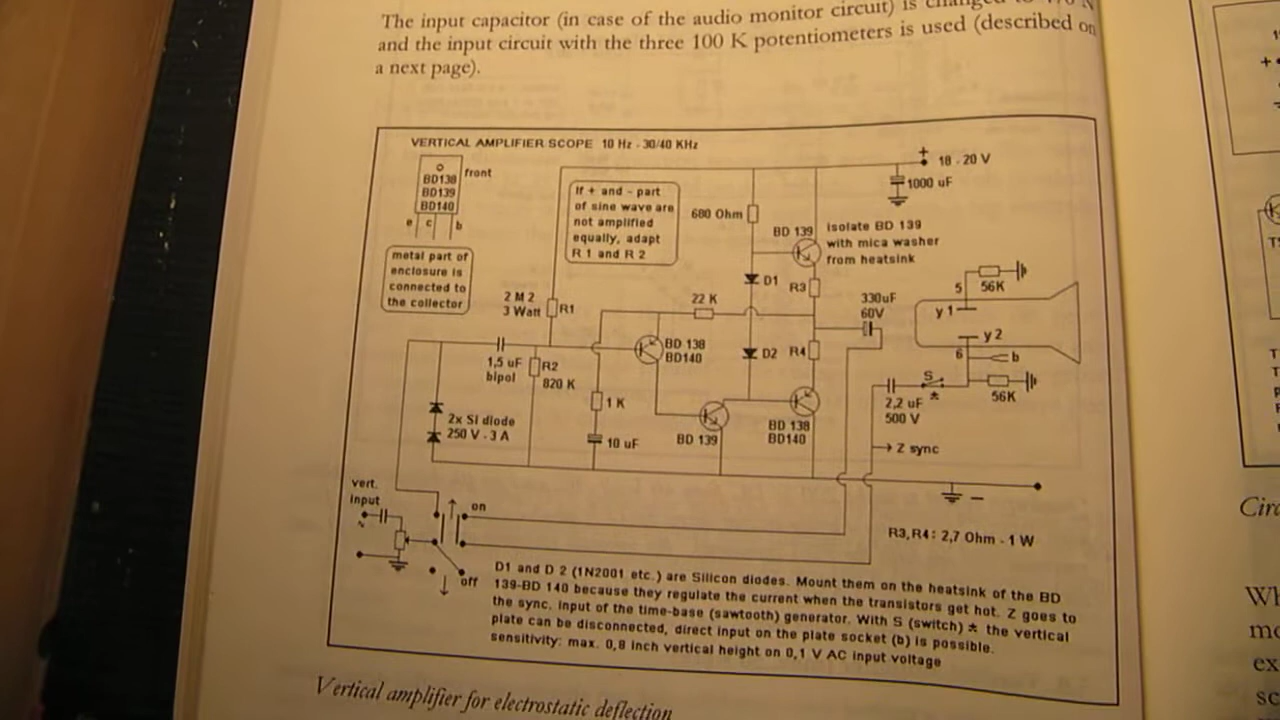 The input capacitor (in case of the audio monitor circuit) is changed to
and the input circuit with the three 100 K potentiometers is used (described on
a next page).
VERTICAL AMPLIFIER SCOPE 10 Hz - 30/40 KHz
BD138
BD139
BD140
front
e c b
metal part of
enclosure is
connected to
the collector
If + and - part
of sine wave are
not amplified
equally, adapt
R 1 and R 2
680 Ohm
+
18 - 20 V
1000 uF
BD 139
isolate BD 139
with mica washer
from heatsink
D1
R3
2 M 2
3 Watt
R1
22 K
330uF
60V
5
56K
y 1
y 2
6
b
BD 138
BD140
D2
R4
1,5 uF
bipol
R2
820 K
1 K
10 uF
2x SI diode
250 V - 3 A
BD 139
BD 138
BD140
S
*
2,2 uF
500 V
56K
Z sync
-
vert.
input
~
on
off
R3, R4 : 2,7 Ohm - 1 W
D1 and D 2 (1N2001 etc.) are Silicon diodes. Mount them on the heatsink of the BD
139-BD 140 because they regulate the current when the transistors get hot. Z goes to
the sync. input of the time-base (sawtooth) generator. With S (switch) * the vertical
plate can be disconnected, direct input on the plate socket (b) is possible.
sensitivity: max. 0,8 inch vertical height on 0,1 V AC input voltage
Vertical amplifier for electrostatic deflection
+
Circ
Wh
mo
ex
sc